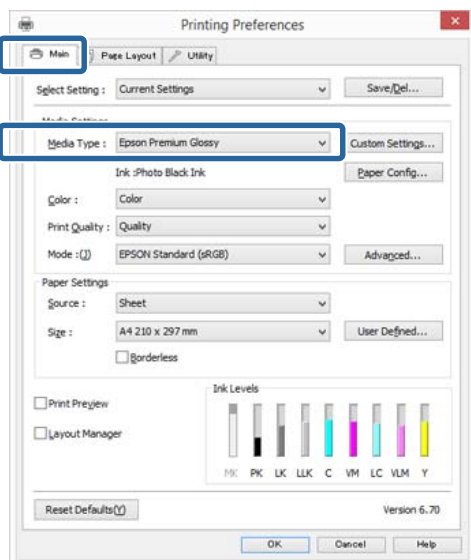 Printing Preferences
Main Page Layout Utility
Select Setting : Current Settings Save/Del...
Media Settings
Media Type : Epson Premium Glossy Custom Settings...
Ink :Photo Black Ink Paper Config...
Color : Color
Print Quality : Quality
Mode :(J) EPSON Standard (sRGB) Advanced...
Paper Settings
Source : Sheet
Size : A4 210 x 297 mm User Defined...
Borderless
Ink Levels
Print Preview
Layout Manager
MK PK LK LLK C VM LC VLM Y
Reset Defaults(Y) Version 6.70
OK Cancel Help